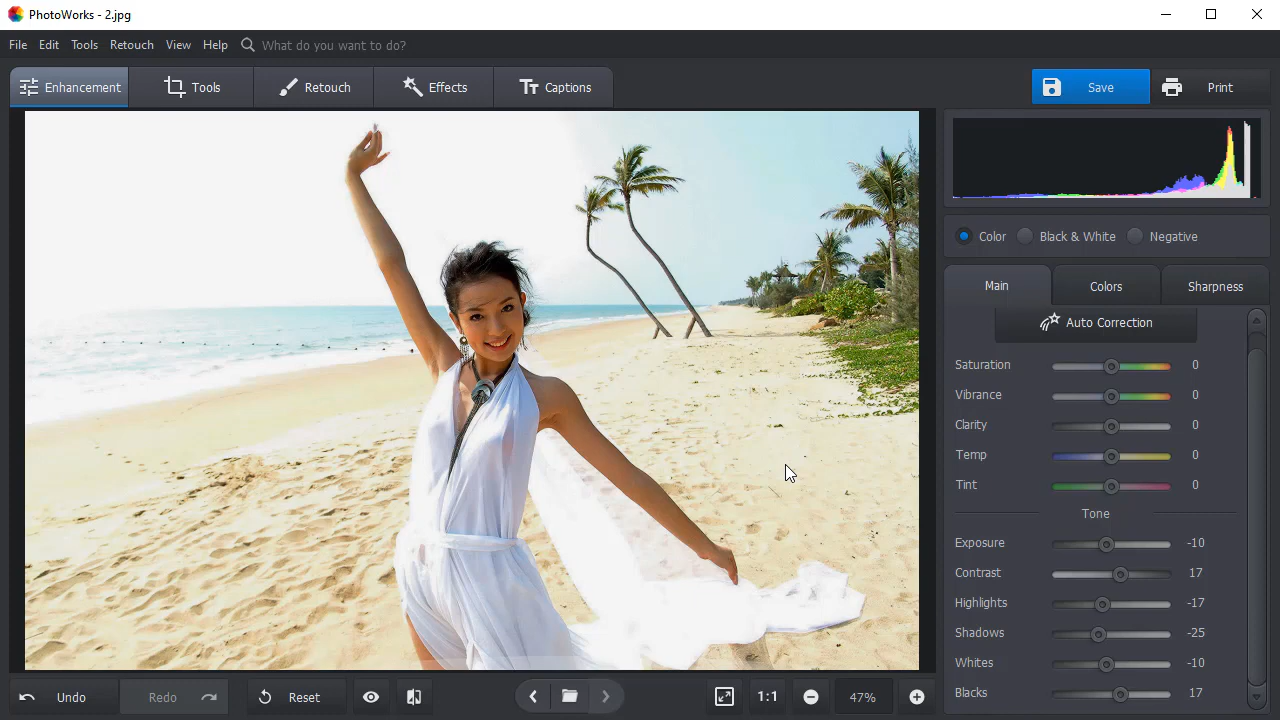 PhotoWorks - 2.jpg
File Edit Tools Retouch View Help What do you want to do?
Enhancement Tools Retouch Effects Captions Save Print
Color Black & White Negative
Main Colors Sharpness
Auto Correction
Saturation 0
Vibrance 0
Clarity 0
Temp 0
Tint 0
Tone
Exposure -10
Contrast 17
Highlights -17
Shadows -25
Whites -10
Blacks 17
Undo Redo Reset 1:1 47%